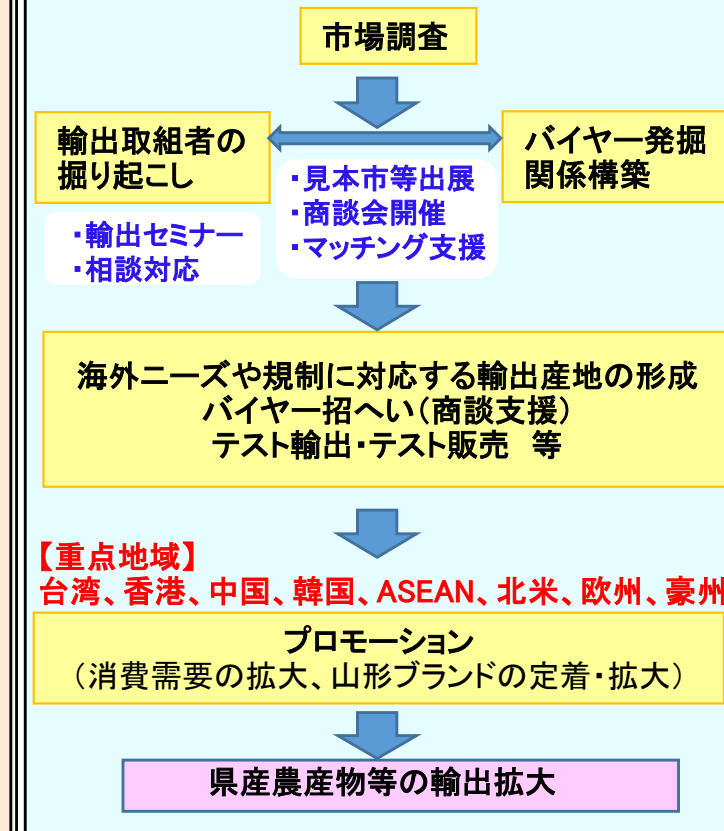 市場調査
輸出取組者の
掘り起こし
バイヤー発掘
関係構築
・輸出セミナー
・相談対応
・見本市等出展
・商談会開催
・マッチング支援
海外ニーズや規制に対応する輸出産地の形成
バイヤー招へい(商談支援)
テスト輸出・テスト販売　等
【重点地域】
台湾、香港、中国、韓国、ASEAN、北米、欧州、豪州
プロモーション
（消費需要の拡大、山形ブランドの定着・拡大）
県産農産物等の輸出拡大